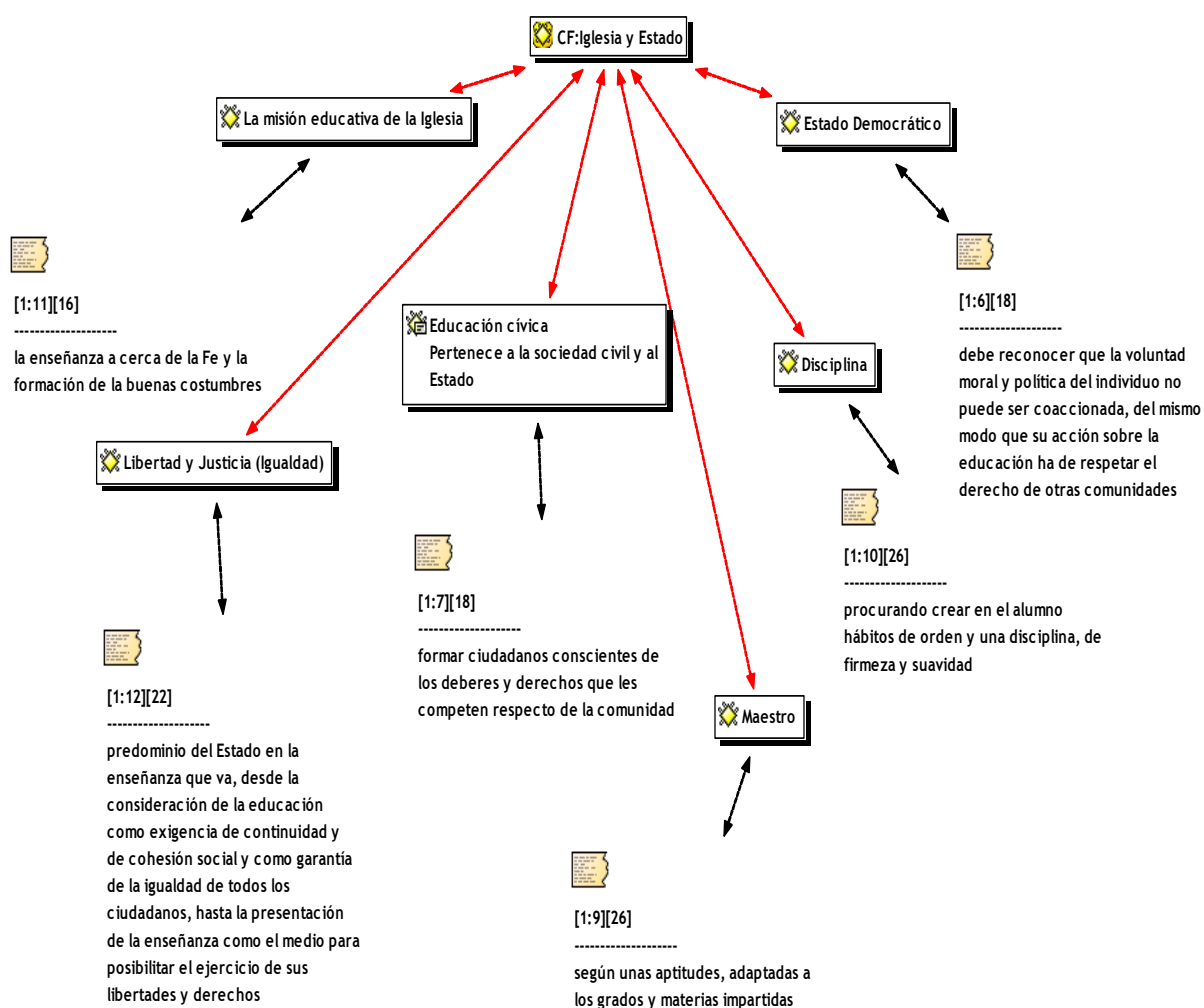 CF:Iglesia y Estado
La misión educativa de la Iglesia
Estado Democrático
[1:11][16]
--------------------
la enseñanza a cerca de la Fe y la
formación de la buenas costumbres
[1:6][18]
--------------------
debe reconocer que la voluntad
moral y política del individuo no
puede ser coaccionada, del mismo
modo que su acción sobre la
educación ha de respetar el
derecho de otras comunidades
Educación cívica
Pertenece a la sociedad civil y al
Estado
Disciplina
Libertad y Justicia (Igualdad)
[1:10][26]
--------------------
procurando crear en el alumno
hábitos de orden y una disciplina, de
firmeza y suavidad
[1:7][18]
--------------------
formar ciudadanos conscientes de
los deberes y derechos que les
competen respecto de la comunidad
[1:12][22]
--------------------
predominio del Estado en la
enseñanza que va, desde la
consideración de la educación
como exigencia de continuidad y
de cohesión social y como garantía
de la igualdad de todos los
ciudadanos, hasta la presentación
de la enseñanza como el medio para
posibilitar el ejercicio de sus
libertades y derechos
Maestro
[1:9][26]
--------------------
según unas aptitudes, adaptadas a
los grados y materias impartidas